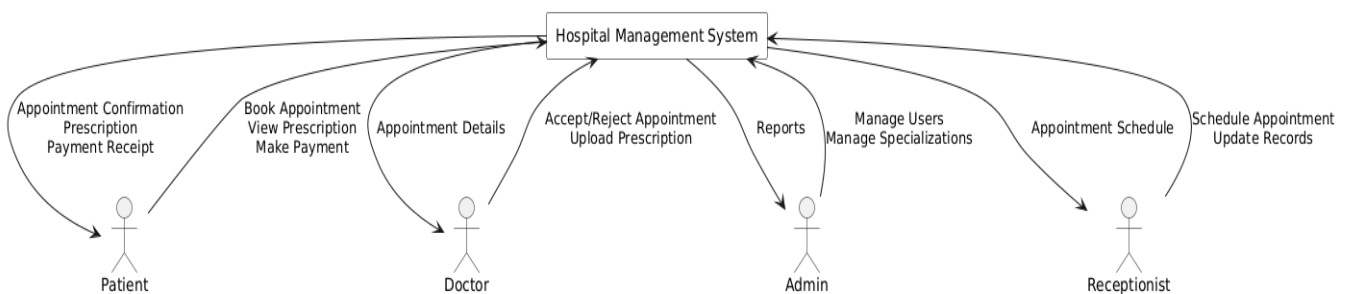 Hospital Management System
Appointment Confirmation
Prescription
Payment Receipt
Book Appointment
View Prescription
Make Payment
Appointment Details
Accept/Reject Appointment
Upload Prescription
Reports
Manage Users
Manage Specializations
Appointment Schedule
Schedule Appointment
Update Records
Patient
Doctor
Admin
Receptionist